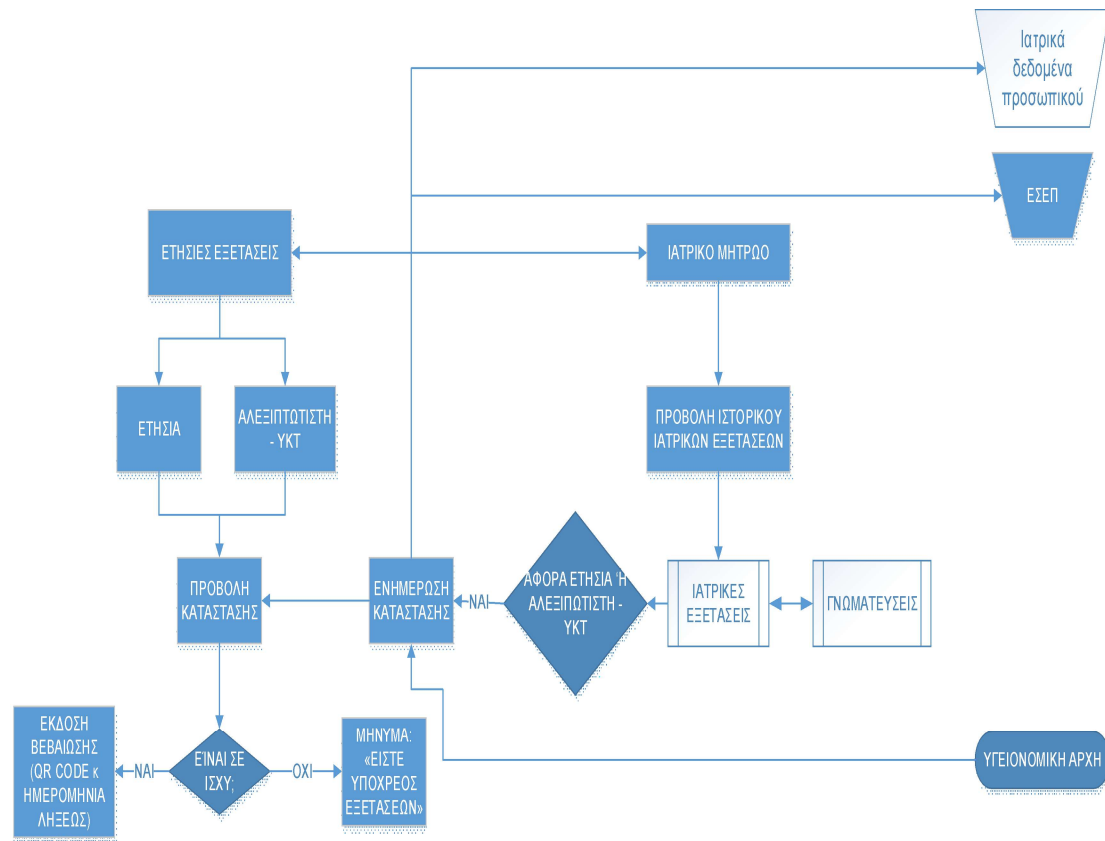 Ιατρικά
δεδομένα
προσωπικού
ΕΣΕΠ
ΕΤΗΣΙΕΣ ΕΞΕΤΑΣΕΙΣ
ΙΑΤΡΙΚΟ ΜΗΤΡΩΟ
ΕΤΗΣΙΑ
ΑΛΕΞΙΠΤΩΤΙΣΤΗ
- ΥΚΤ
ΠΡΟΒΟΛΗ ΙΣΤΟΡΙΚΟΥ
ΙΑΤΡΙΚΩΝ ΕΞΕΤΑΣΕΩΝ
ΠΡΟΒΟΛΗ
ΚΑΤΑΣΤΑΣΗΣ
ΕΝΗΜΕΡΩΣΗ
ΚΑΤΑΣΤΑΣΗΣ
ΝΑΙ
ΑΦΟΡΑ ΕΤΗΣΙΑ Ή
ΑΛΕΞΙΠΩΤΙΣΤΗ -
ΥΚΤ
ΙΑΤΡΙΚΕΣ
ΕΞΕΤΑΣΕΙΣ
ΓΝΩΜΑΤΕΥΣΕΙΣ
ΕΚΔΟΣΗ
ΒΕΒΑΙΩΣΗΣ
(QR CODE κ
ΗΜΕΡΟΜΗΝΙΑ
ΛΗΞΕΩΣ)
ΝΑΙ
ΕΊΝΑΙ ΣΕ
ΙΣΧΥ;
ΟΧΙ
ΜΗΝΥΜΑ:
«ΕΙΣΤΕ
ΥΠΟΧΡΕΟΣ
ΕΞΕΤΑΣΕΩΝ»
ΥΓΕΙΟΝΟΜΙΚΗ ΑΡΧΗ